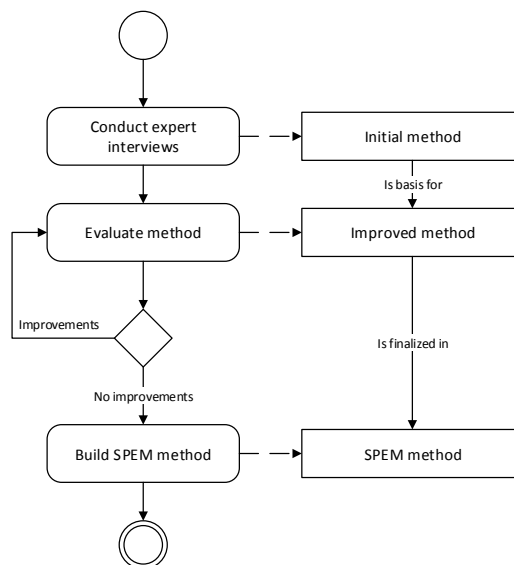 Conduct expert
interviews
Initial method
Is basis for
Evaluate method
Improved method
Improvements
Is finalized in
No improvements
Build SPEM method
SPEM method